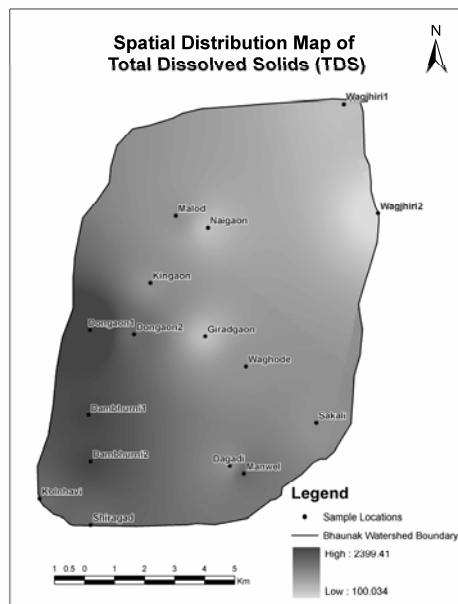 Spatial Distribution Map of
Total Dissolved Solids (TDS)
N
Wagjhiri1
Wagjhiri2
Malod
Naigaon
Kingaon
Dongaon1
Dongaon2
Giradgaon
Waghode
Dambhurni1
Sakali
Dambhurni2
Dagadi
Manwel
Kolnhavi
Shiragad
Legend
Sample Locations
Bhaunak Watershed Boundary
High : 2399.41
Low : 100.034
1 0.5 0 1 2 3 4 5
Km